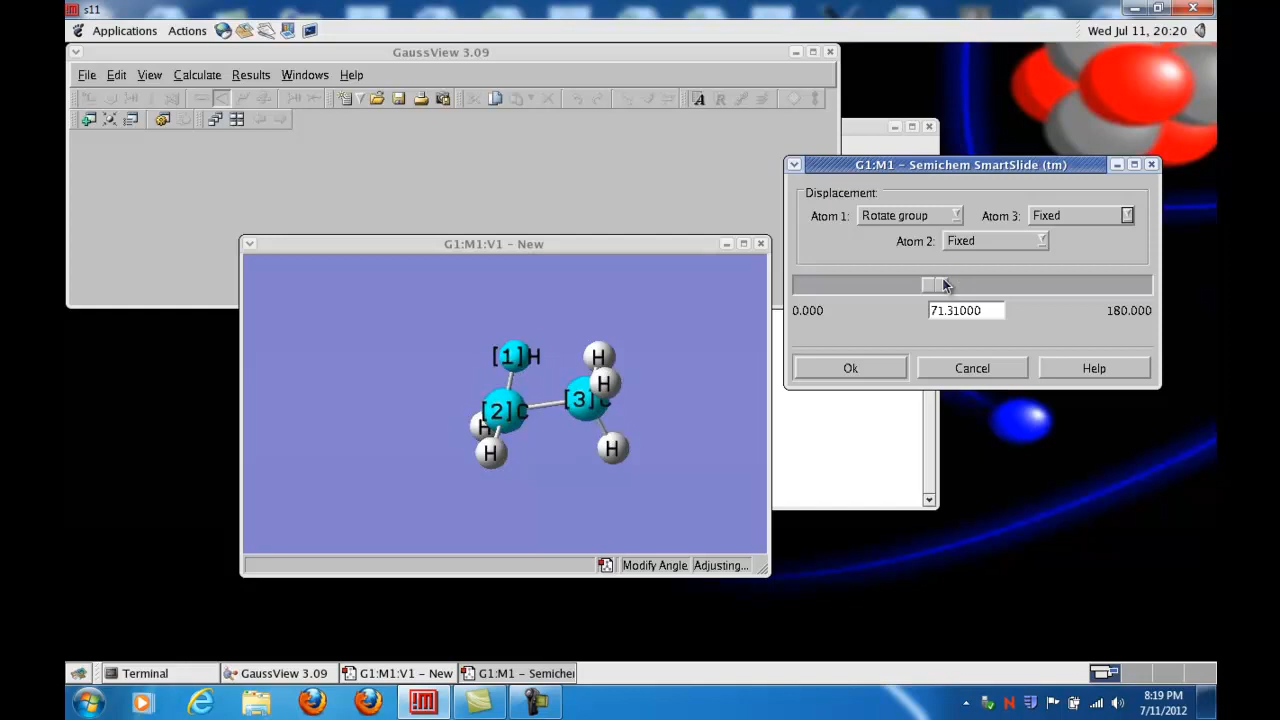 s11
Applications Actions Wed Jul 11, 20:20
GaussView 3.09
File Edit View Calculate Results Windows Help
A R
G1:M1 - Semichem SmartSlide (tm)
Displacement:
Atom 1: Rotate group Atom 3: Fixed
Atom 2: Fixed
0.000 71.31000 180.000
Ok Cancel Help
G1:M1:V1 - New
[1]H H
H
[2]C [3]C
H
H H
Modify Angle Adjusting...
Terminal GaussView 3.09 G1:M1:V1 - New G1:M1 - Semicher
8:19 PM
7/11/2012